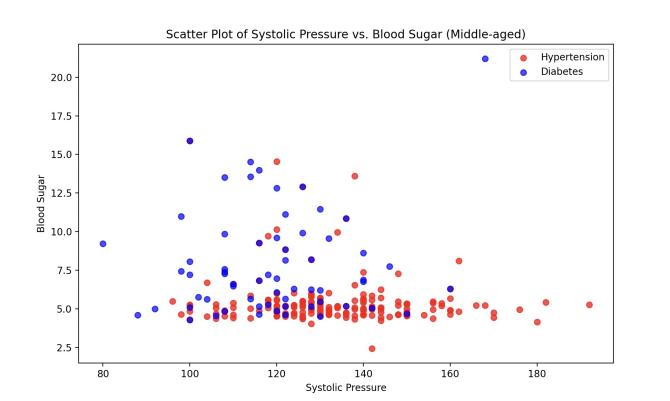 Scatter Plot of Systolic Pressure vs. Blood Sugar (Middle-aged)
Hypertension
Diabetes
20.0
17.5
15.0
12.5
10.0
7.5
5.0
2.5
Blood Sugar
80 100 120 140 160 180
Systolic Pressure